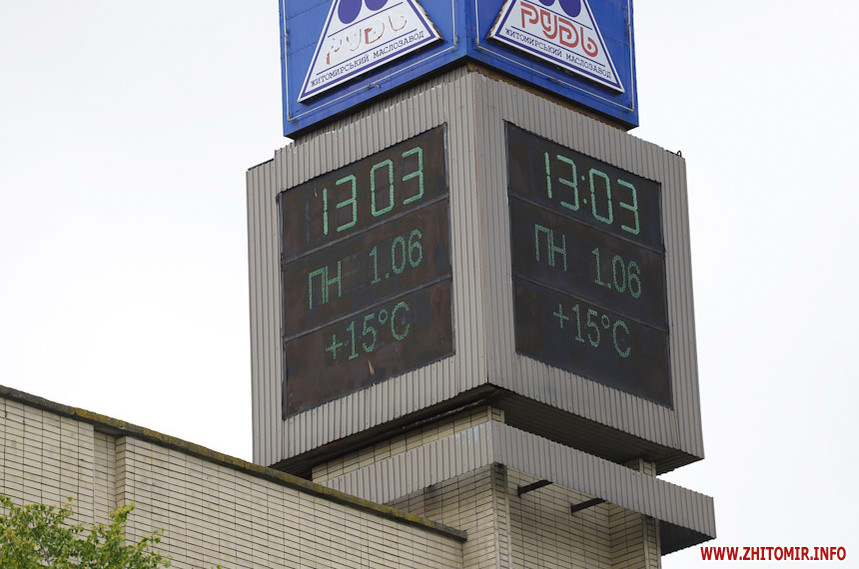 РУДЬ
ЖИТОМИРСЬКИЙ МАСЛОЗАВОД
РУДЬ
ЖИТОМИРСЬКИЙ МАСЛОЗАВОД
13 03
ПН 1.06
+15°C
13:03
ПН 1.06
+15°C
WWW.ZHITOMIR.INFO